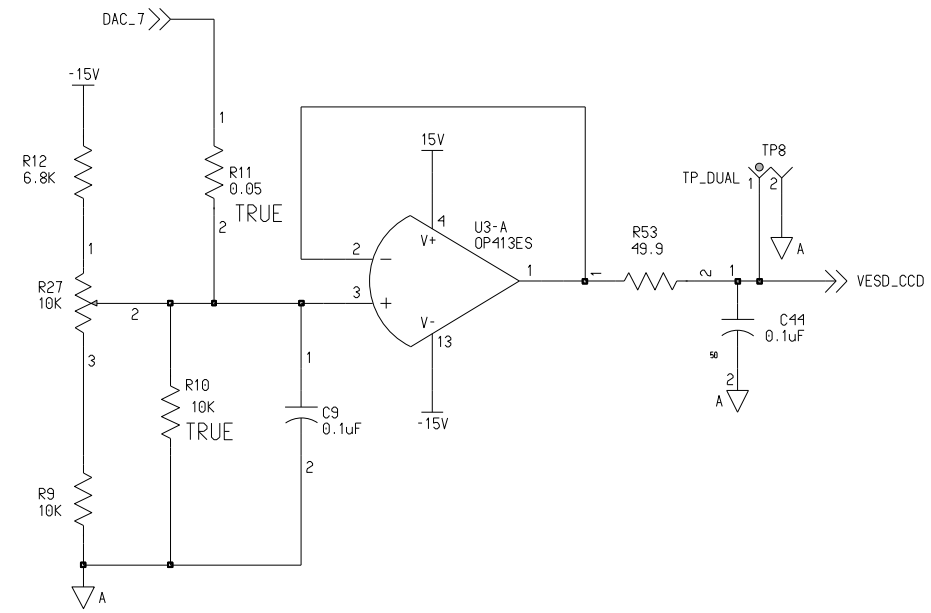 DAC_7
-15V
1
15V
TP8
R12
6.8K
R11
0.05
TRUE
TP_DUAL
1
2
2
4
U3-A
OP413ES
V+
R53
49.9
A
1
2
−
1
1
2
1
VESD_CCD
R27
10K
2
3
+
V-
13
C44
0.1uF
3
1
50
R10
10K
TRUE
C9
0.1uF
-15V
2
A
2
R9
10K
A